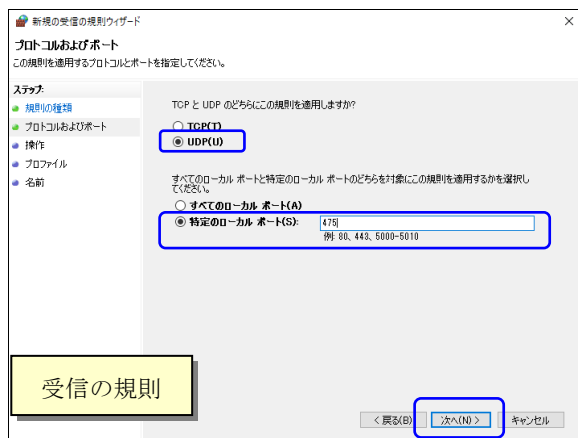 新規の受信の規則ウィザード
プロトコルおよびポート
この規則を適用するプロトコルとポートを指定してください。
ステップ:
規則の種類
プロトコルおよびポート
操作
プロファイル
名前
TCP と UDP のどちらにこの規則を適用しますか?
TCP(T)
UDP(U)
すべてのローカル ポートと特定のローカル ポートのどちらを対象にこの規則を適用するかを選択し
てください。
すべてのローカル ポート(A)
特定のローカル ポート(S): 475
例: 80、443、5000-5010
受信の規則
< 戻る(B) 次へ(N) > キャンセル